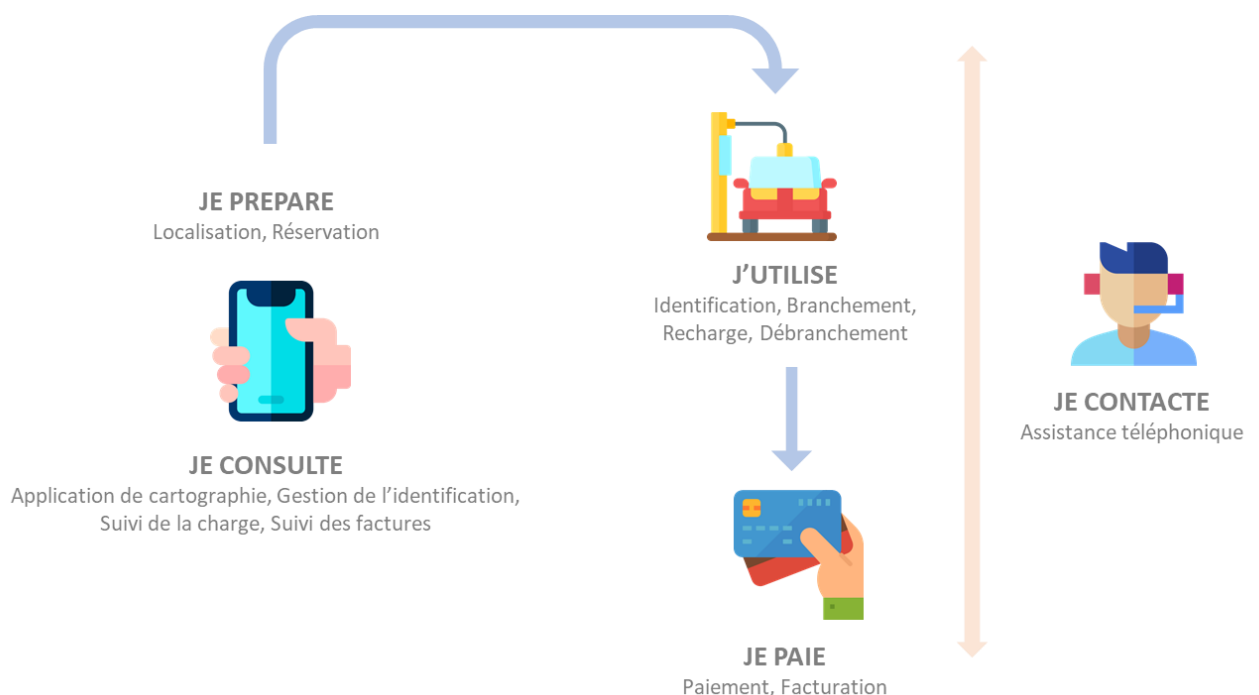 JE PREPARE
Localisation, Réservation
JE CONSULTE
Application de cartographie, Gestion de l’identification,
Suivi de la charge, Suivi des factures
J’UTILISE
Identification, Branchement,
Recharge, Débranchement
JE PAIE
Paiement, Facturation
JE CONTACTE
Assistance téléphonique